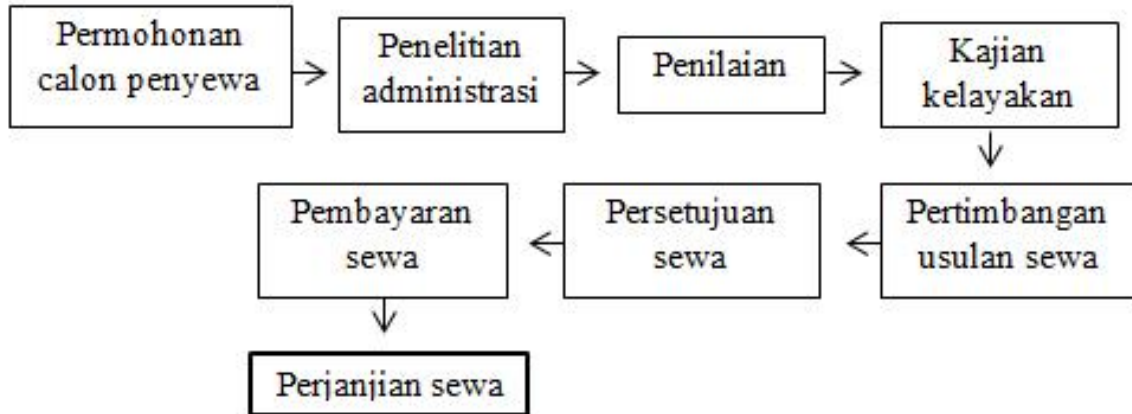 Permohonan
calon penyewa
Penelitian
administrasi
Penilaian
Kajian
kelayakan
Pertimbangan
usulan sewa
Persetujuan
sewa
Pembayaran
sewa
Perjanjian sewa